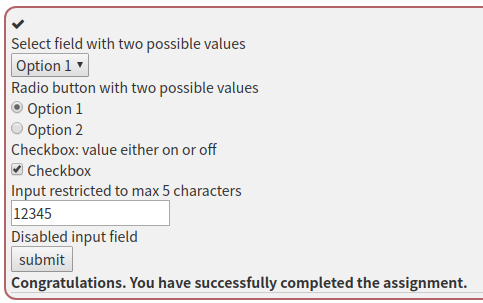 Select field with two possible values
Option 1
Radio button with two possible values
Option 1
Option 2
Checkbox: value either on or off
Checkbox
Input restricted to max 5 characters
12345
Disabled input field
submit
Congratulations. You have successfully completed the assignment.